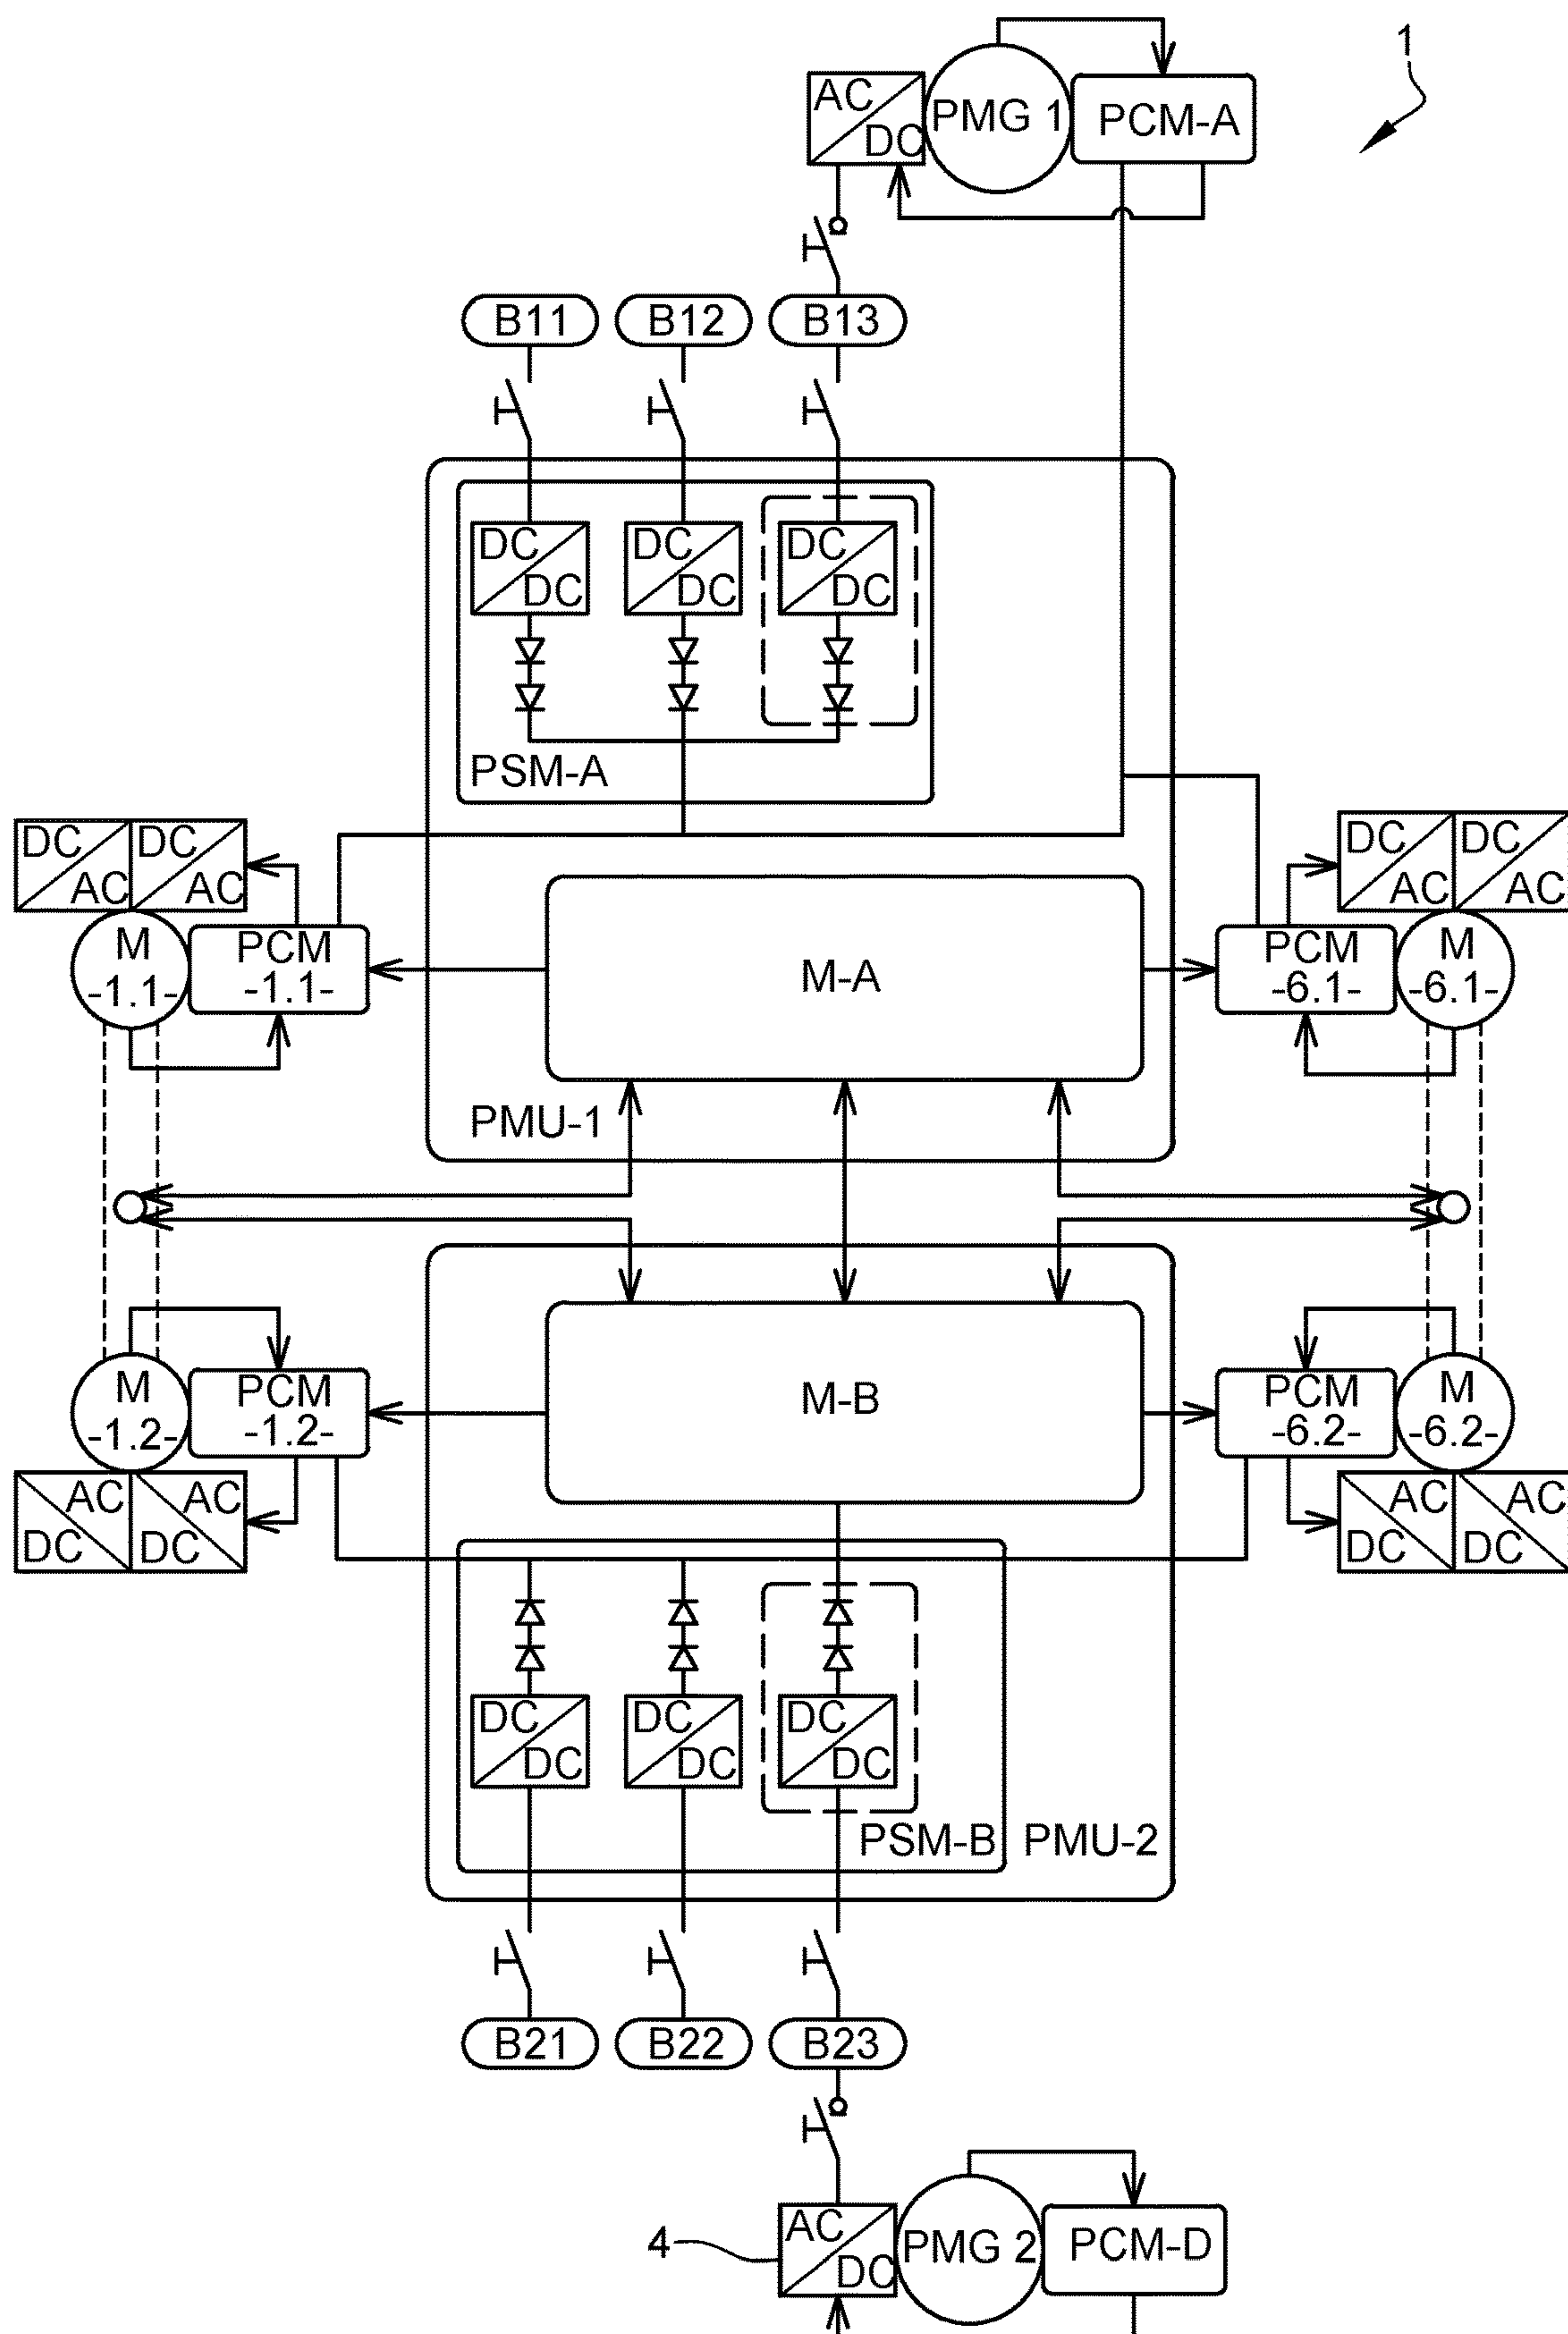 1
AC
DC
PMG 1
PCM-A
B11
B12
B13
DC
DC
DC
DC
DC
DC
PSM-A
DC
AC
DC
AC
DC
AC
DC
AC
M
-1.1-
PCM
-1.1-
M-A
PCM
-6.1-
M
-6.1-
PMU-1
M
-1.2-
PCM
-1.2-
M-B
PCM
-6.2-
M
-6.2-
AC
DC
AC
DC
AC
DC
AC
DC
DC
DC
DC
DC
DC
DC
PSM-B
PMU-2
B21
B22
B23
4
AC
DC
PMG 2
PCM-D